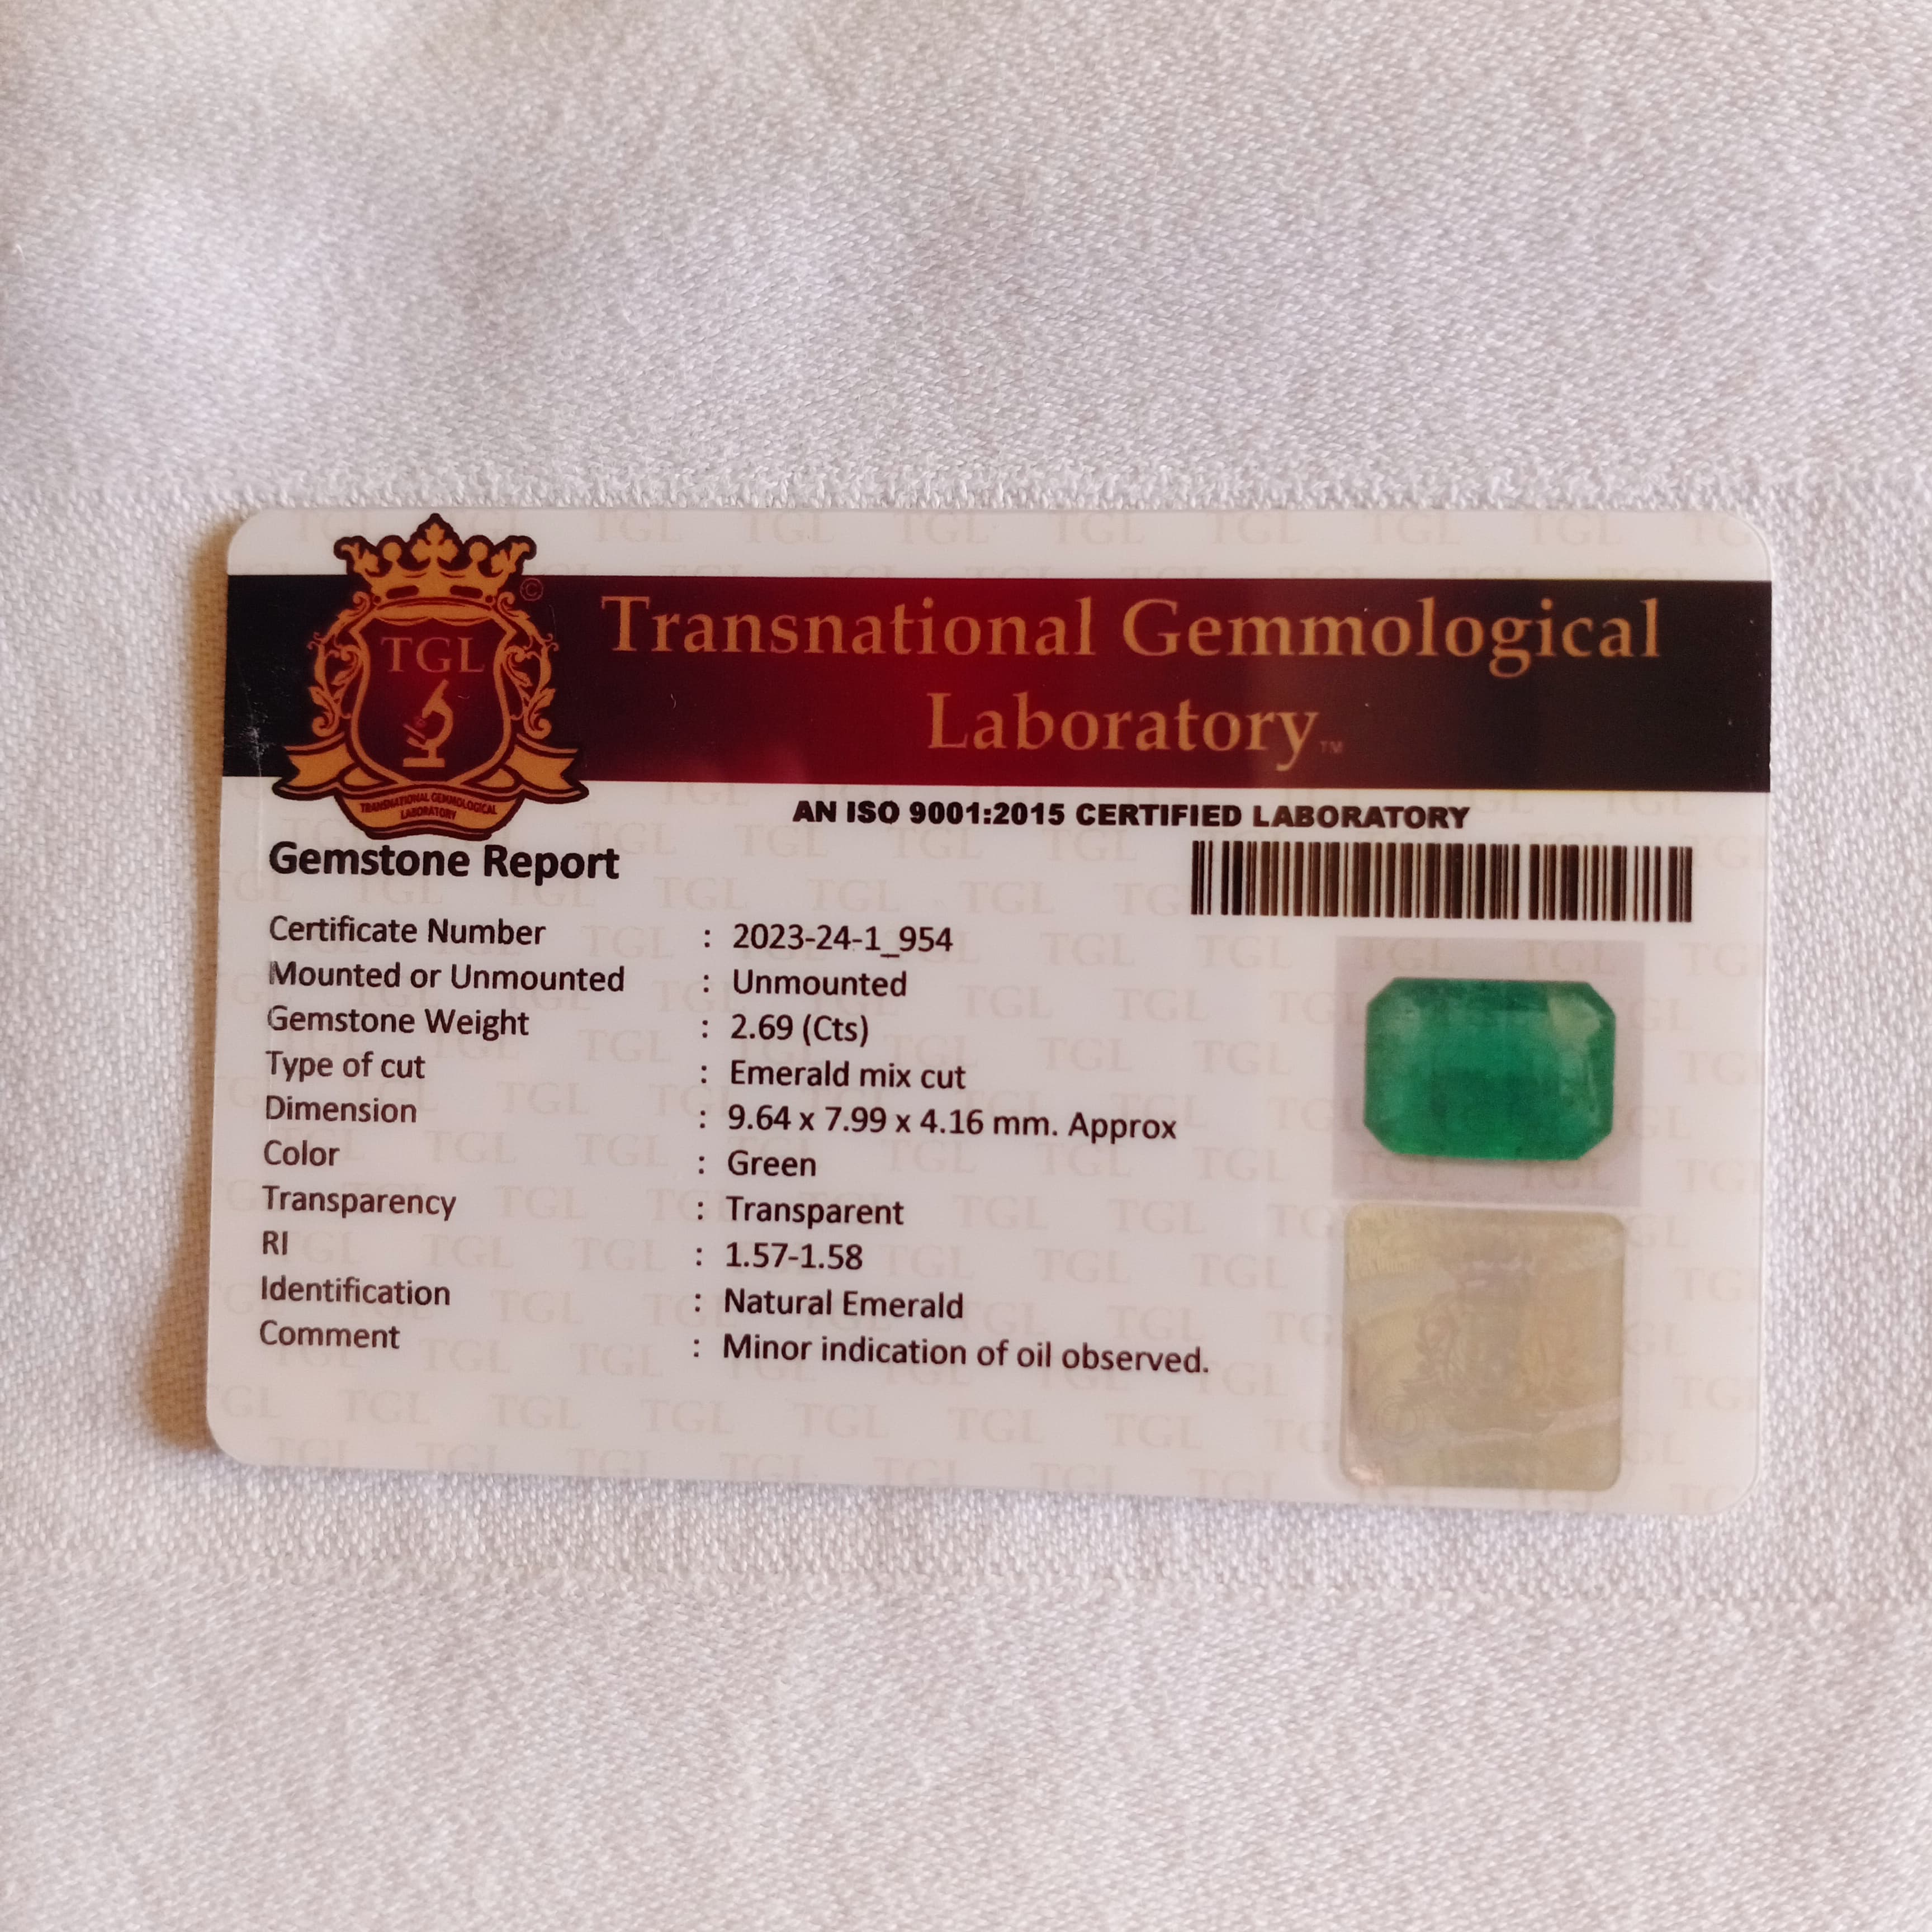 TGL
©
TRANSNATIONAL GEMMOLOGICAL
LABORATORY
Transnational Gemmological
Laboratory™
AN ISO 9001:2015 CERTIFIED LABORATORY
Gemstone Report
Certificate Number : 2023-24-1_954
Mounted or Unmounted : Unmounted
Gemstone Weight : 2.69 (Cts)
Type of cut : Emerald mix cut
Dimension : 9.64 x 7.99 x 4.16 mm. Approx
Color : Green
Transparency : Transparent
RI : 1.57-1.58
Identification : Natural Emerald
Comment : Minor indication of oil observed.